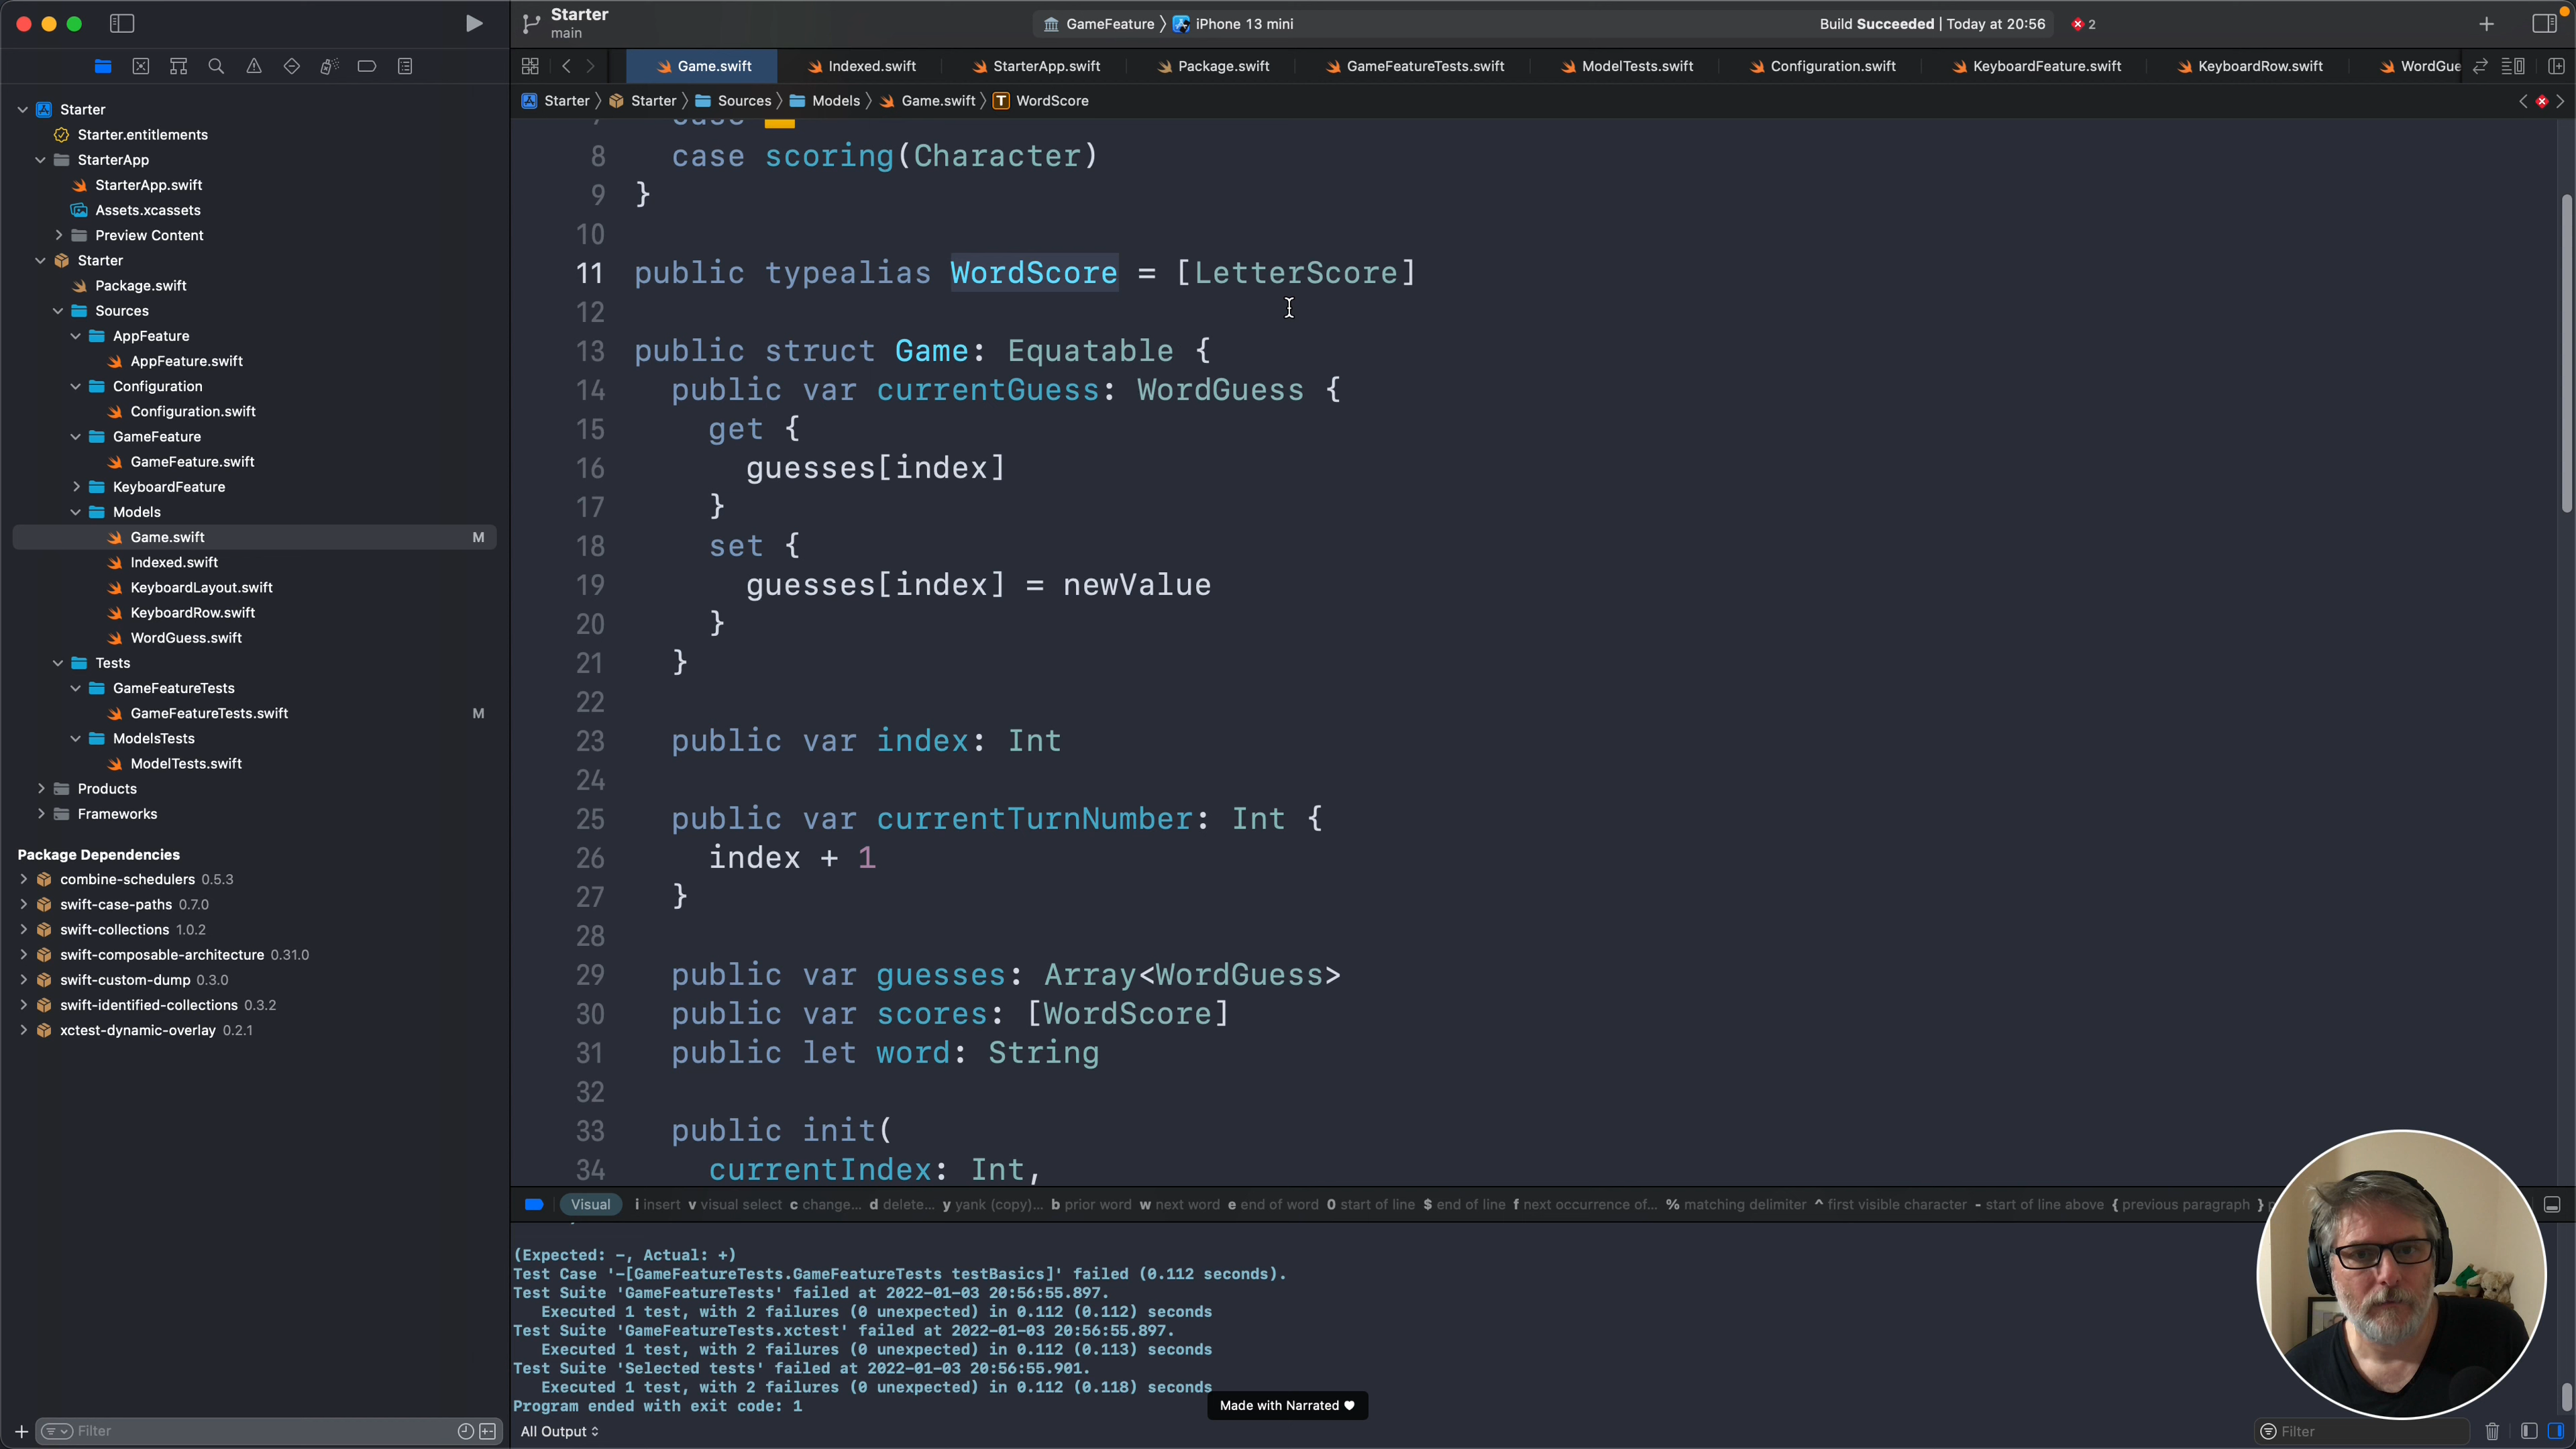 Starter
main
GameFeature
iPhone 13 mini
Build Succeeded | Today at 20:56
2
Game.swift
Indexed.swift
StarterApp.swift
Package.swift
GameFeatureTests.swift
ModelTests.swift
Configuration.swift
KeyboardFeature.swift
KeyboardRow.swift
WordGue
Starter
Starter
Sources
Models
Game.swift
T WordScore
Starter
Starter.entitlements
StarterApp
StarterApp.swift
Assets.xcassets
Preview Content
Starter
Package.swift
Sources
AppFeature
AppFeature.swift
Configuration
Configuration.swift
GameFeature
GameFeature.swift
KeyboardFeature
Models
Game.swift M
Indexed.swift
KeyboardLayout.swift
KeyboardRow.swift
WordGuess.swift
Tests
GameFeatureTests
GameFeatureTests.swift M
ModelsTests
ModelTests.swift
Products
Frameworks
Package Dependencies
combine-schedulers 0.5.3
swift-case-paths 0.7.0
swift-collections 1.0.2
swift-composable-architecture 0.31.0
swift-custom-dump 0.3.0
swift-identified-collections 0.3.2
xctest-dynamic-overlay 0.2.1
Filter
7 case
8 case scoring(Character)
9 }
10
11 public typealias WordScore = [LetterScore]
12
13 public struct Game: Equatable {
14 public var currentGuess: WordGuess {
15 get {
16 guesses[index]
17 }
18 set {
19 guesses[index] = newValue
20 }
21 }
22
23 public var index: Int
24
25 public var currentTurnNumber: Int {
26 index + 1
27 }
28
29 public var guesses: Array<WordGuess>
30 public var scores: [WordScore]
31 public let word: String
32
33 public init(
34 currentIndex: Int,
Visual i insert v visual select c change... d delete... y yank (copy)... b prior word w next word e end of word 0 start of line $ end of line f next occurrence of... % matching delimiter ^ first visible character - start of line above { previous paragraph }
(Expected: −, Actual: +)
Test Case '-[GameFeatureTests.GameFeatureTests testBasics]' failed (0.112 seconds).
Test Suite 'GameFeatureTests' failed at 2022-01-03 20:56:55.897.
Executed 1 test, with 2 failures (0 unexpected) in 0.112 (0.112) seconds
Test Suite 'GameFeatureTests.xctest' failed at 2022-01-03 20:56:55.897.
Executed 1 test, with 2 failures (0 unexpected) in 0.112 (0.113) seconds
Test Suite 'Selected tests' failed at 2022-01-03 20:56:55.901.
Executed 1 test, with 2 failures (0 unexpected) in 0.112 (0.118) seconds
Program ended with exit code: 1
Made with Narrated ♥
All Output
Filter